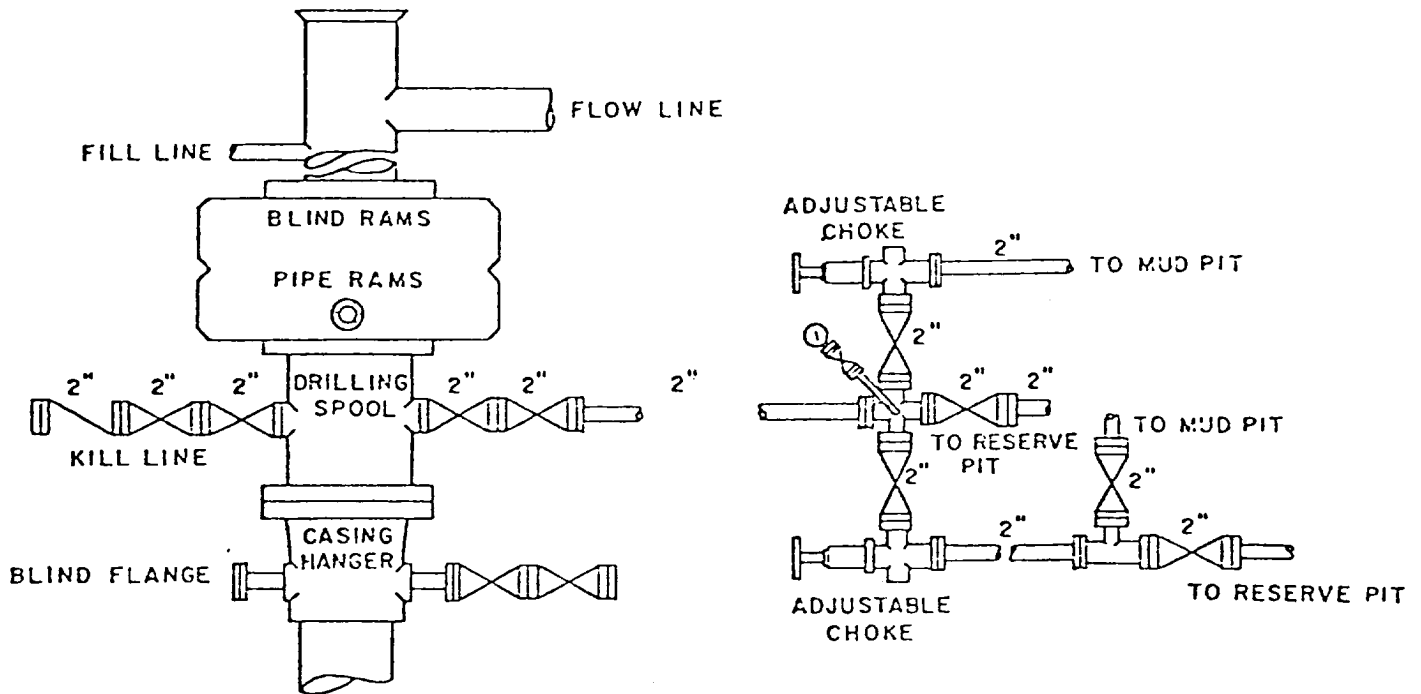 FLOW LINE
FILL LINE
BLIND RAMS
PIPE RAMS
2" 2" 2" DRILLING 2" 2" 2"
SPOOL
KILL LINE
CASING
HANGER
BLIND FLANGE
ADJUSTABLE
CHOKE
2"
TO MUD PIT
2"
2" 2"
TO RESERVE
PIT
TO MUD PIT
2"
2"
2" 2"
TO RESERVE PIT
ADJUSTABLE
CHOKE